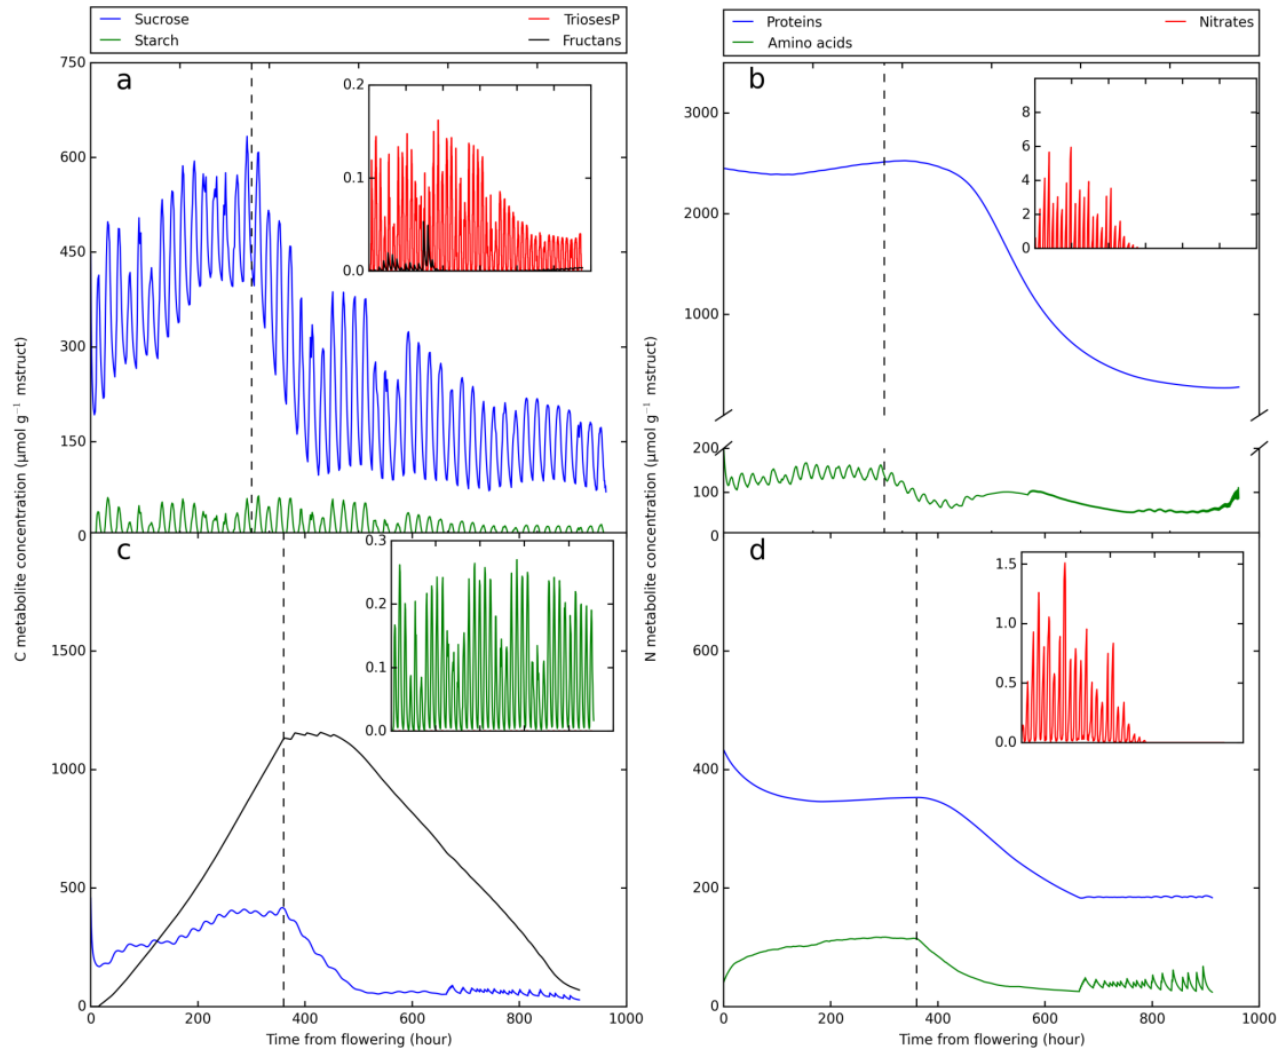 Sucrose
Starch
TriosesP
Fructans
Proteins
Amino acids
Nitrates
a
750
600
450
300
150
0
0.2
0.1
0.0
b
3000
2000
1000
200
100
0
8
6
4
2
0
c
1500
1000
500
0
0.3
0.2
0.1
0.0
0 200 400 600 800 1000
Time from flowering (hour)
C metabolite concentration (µmol g⁻¹ mstruct)
d
600
400
200
0
1.5
1.0
0.5
0.0
0 200 400 600 800 1000
Time from flowering (hour)
N metabolite concentration (µmol g⁻¹ mstruct)